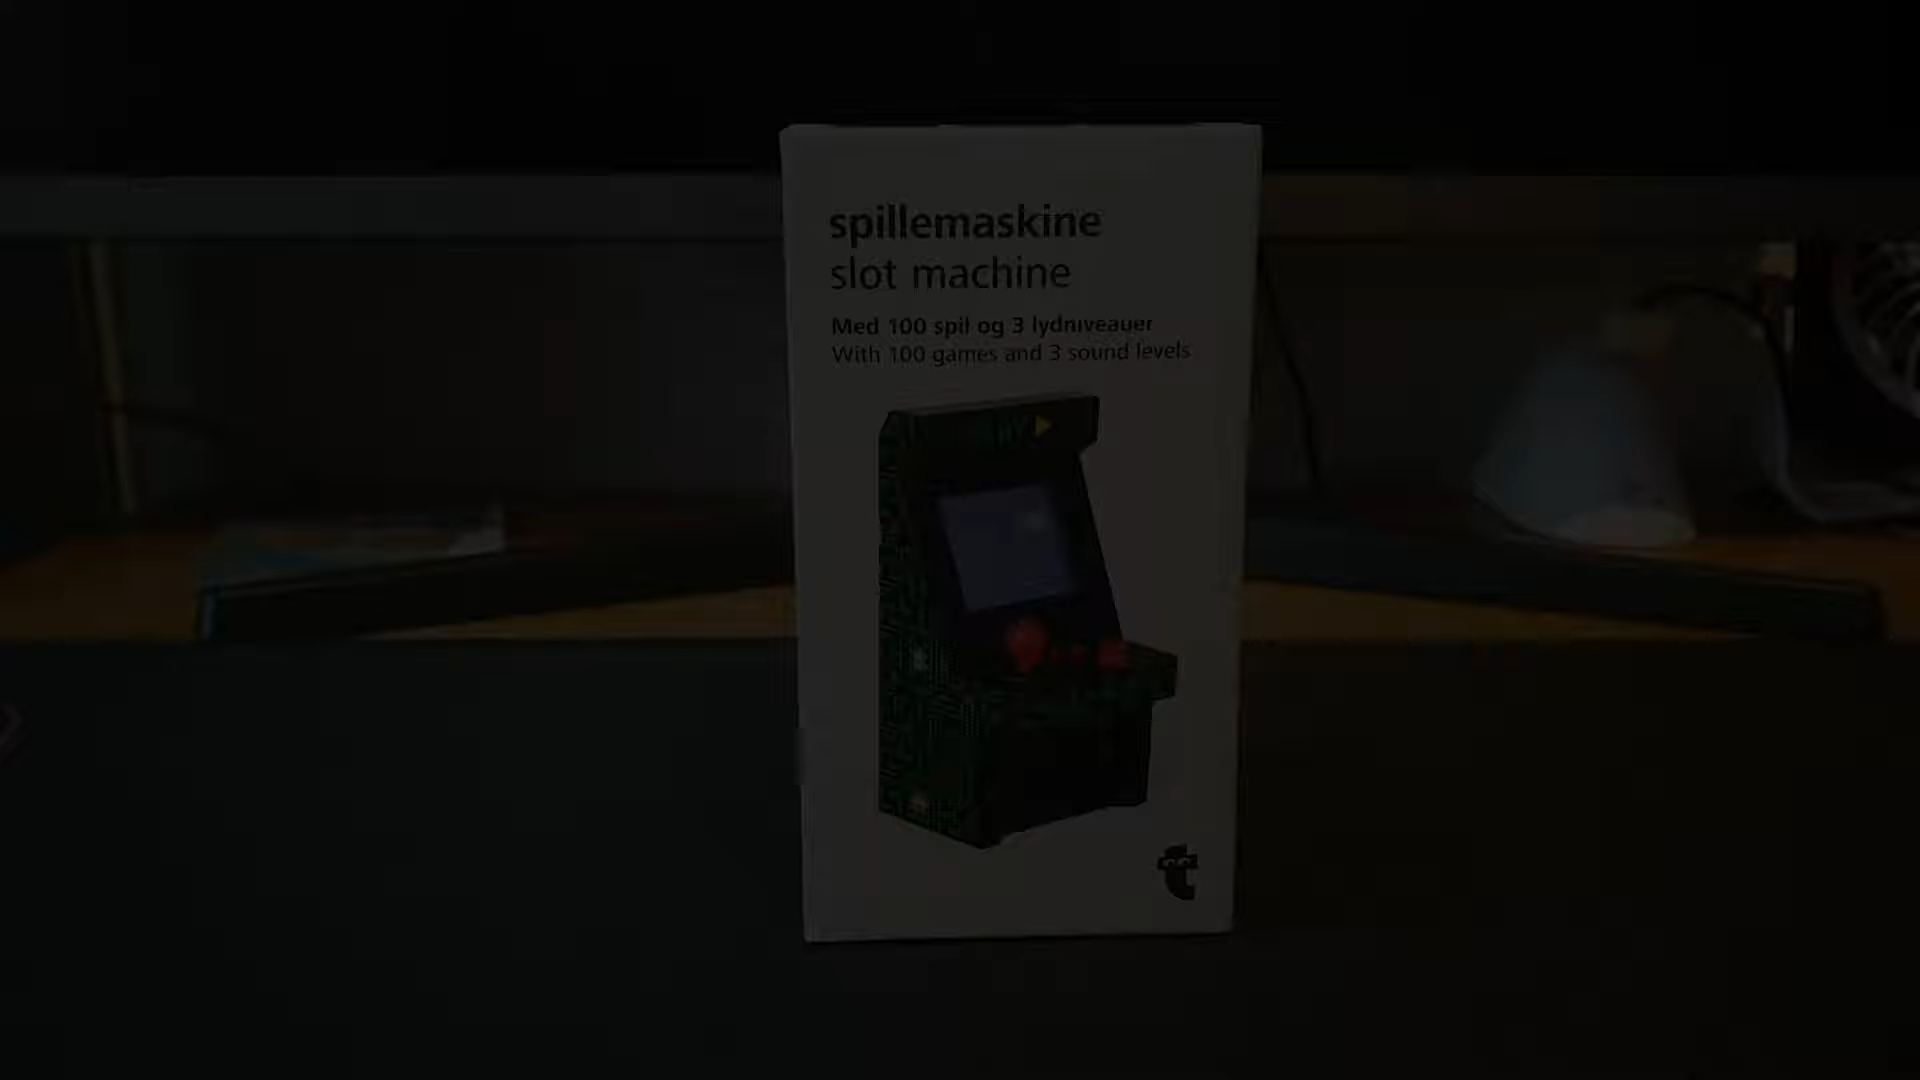 spillemaskine
slot machine
Med 100 spil og 3 lydniveauer
With 100 games and 3 sound levels